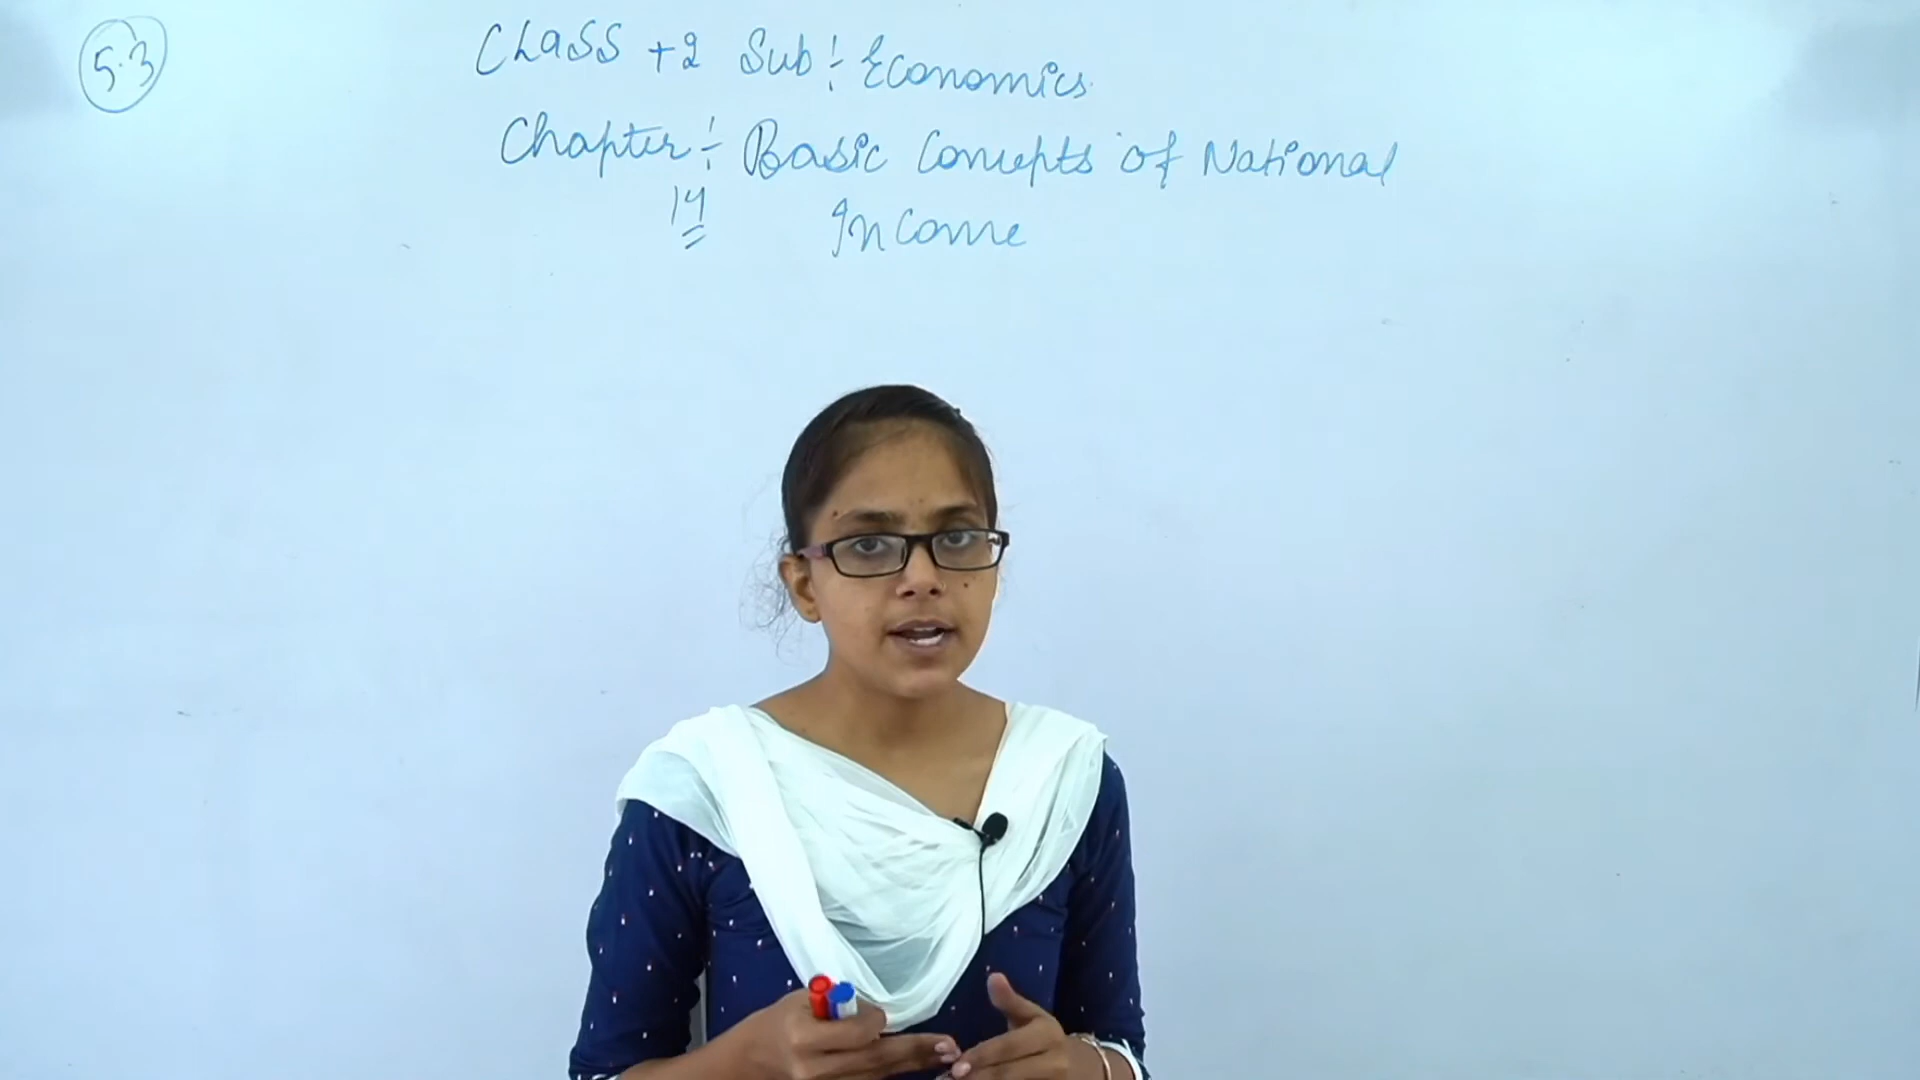 5.3
Class +2 Sub:- Economics
Chapter:- Basic Concepts of National
14 Income